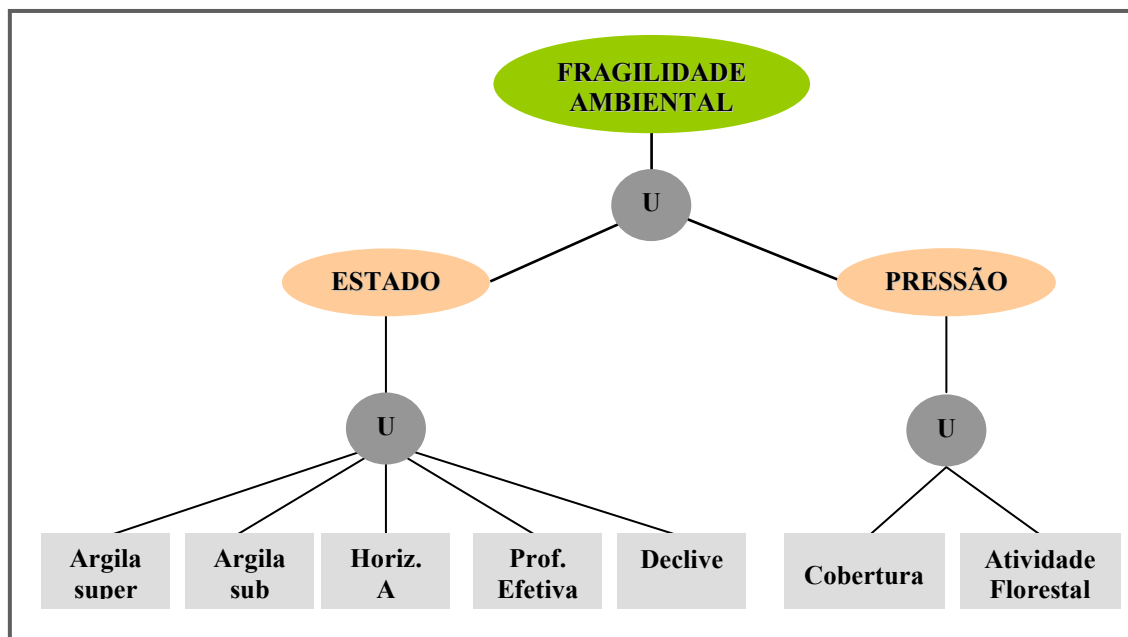 FRAGILIDADE
AMBIENTAL
U
ESTADO
PRESSÃO
U
U
Argila
super
Argila
sub
Horiz.
A
Prof.
Efetiva
Declive
Cobertura
Atividade
Florestal